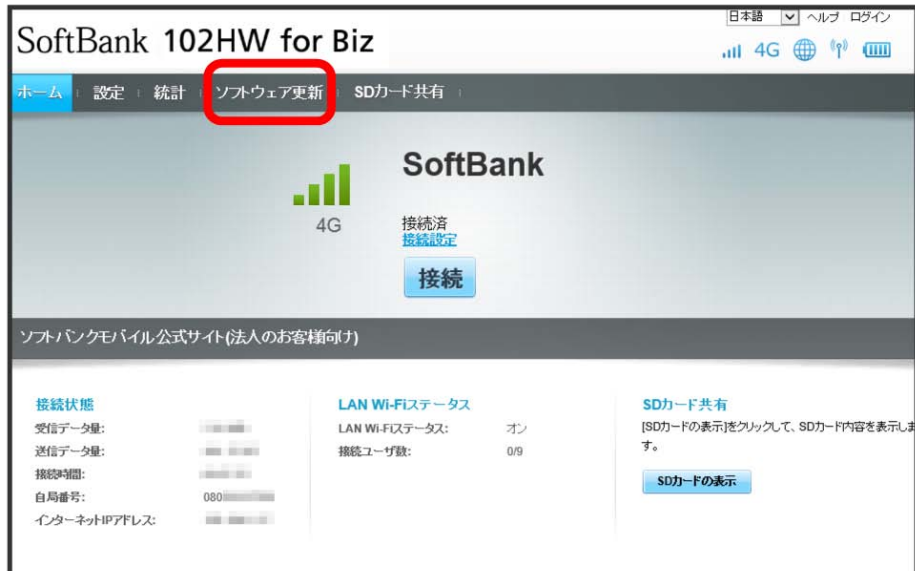 日本語 ヘルプ ログイン
SoftBank 102HW for Biz
4G
ホーム 設定 統計 ソフトウェア更新 SDカード共有
SoftBank
4G
接続済
接続設定
接続
ソフトバンクモバイル公式サイト(法人のお客様向け)
接続状態
受信データ量:
送信データ量:
接続時間:
自局番号: 080
インターネットIPアドレス:
LAN Wi-Fiステータス
LAN Wi-Fiステータス: オン
接続ユーザ数: 0/9
SDカード共有
[SDカードの表示]をクリックして、SDカード内容を表示しま
す。
SDカードの表示